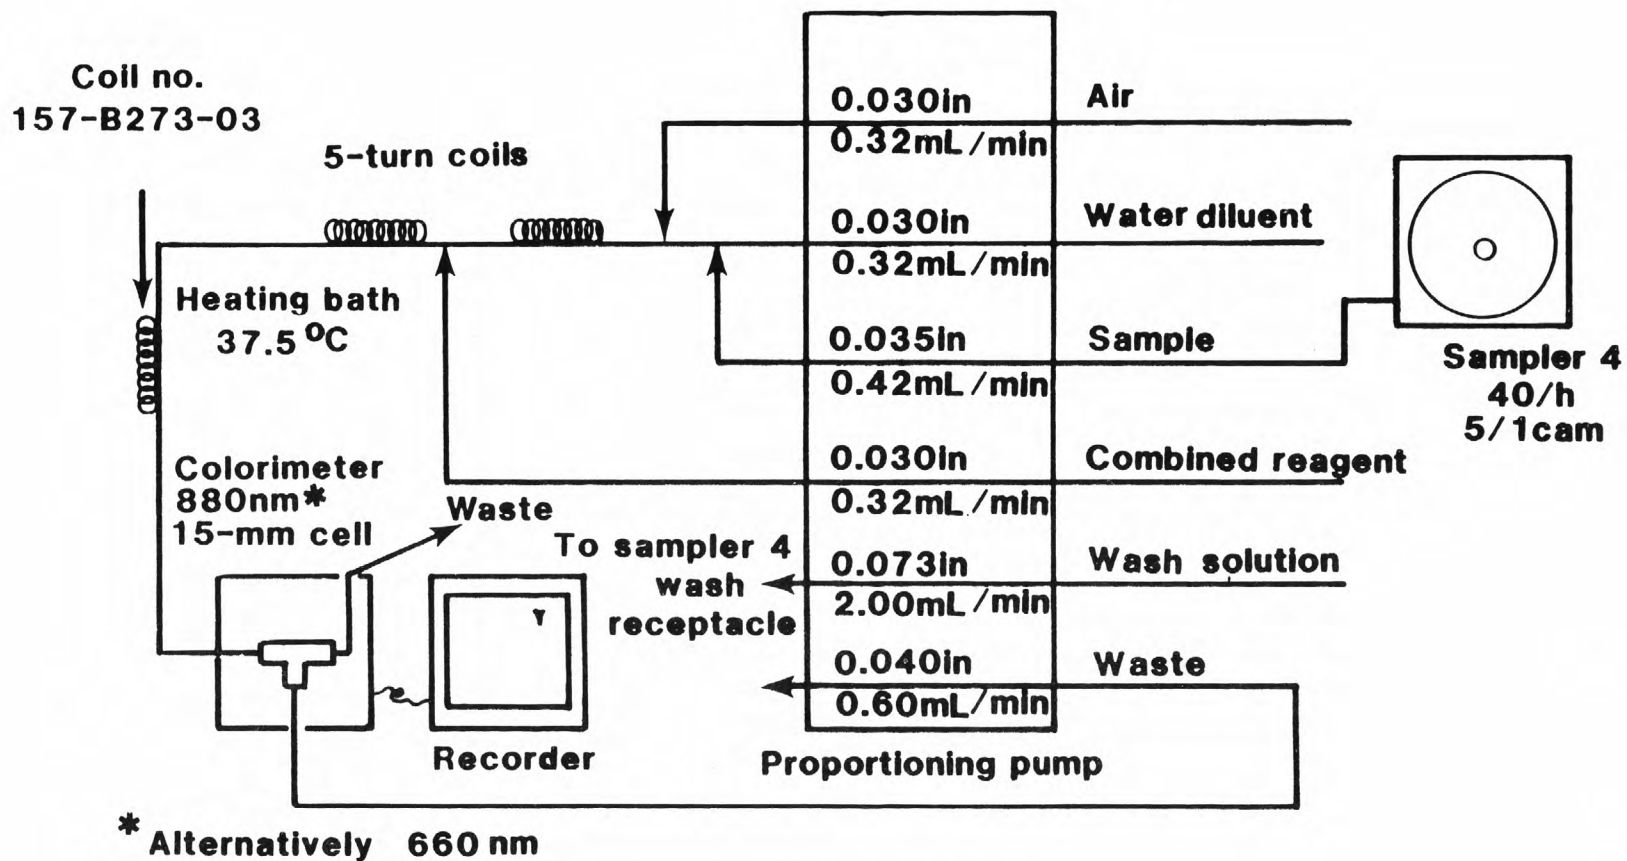 Coil no.
157-B273-03
5-turn coils
Heating bath
37.5 °C
Colorimeter
880nm*
15-mm cell
Waste
Recorder
To sampler 4
wash
receptacle
0.030in
Air
0.32mL/min
0.030in
Water diluent
0.32mL/min
0.035in
Sample
0.42mL/min
0.030in
Combined reagent
0.32mL/min
0.073in
Wash solution
2.00mL/min
0.040in
Waste
0.60mL/min
Proportioning pump
Sampler 4
40/h
5/1cam
* Alternatively 660 nm